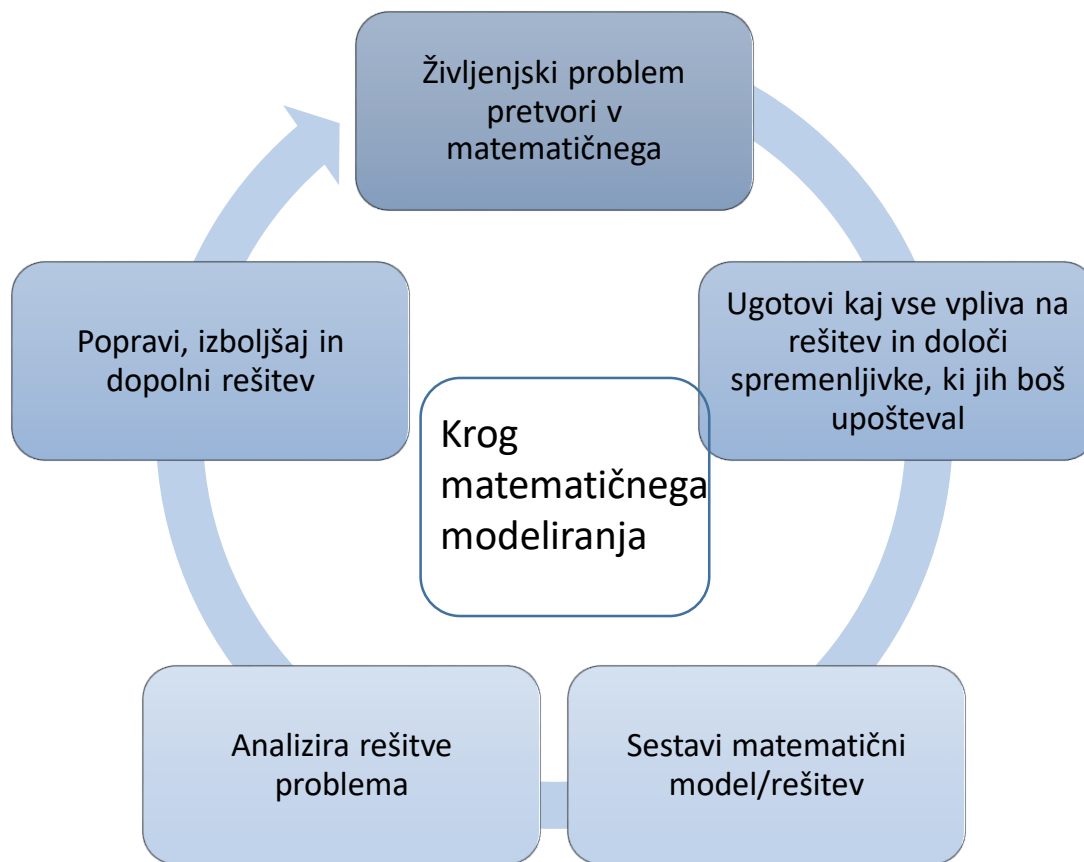 Življenjski problem
pretvori v
matematičnega
Ugotovi kaj vse vpliva na
rešitev in določi
spremenljivke, ki jih boš
upošteval
Sestavi matematični
model/rešitev
Analizira rešitve
problema
Popravi, izboljšaj in
dopolni rešitev
Krog
matematičnega
modeliranja